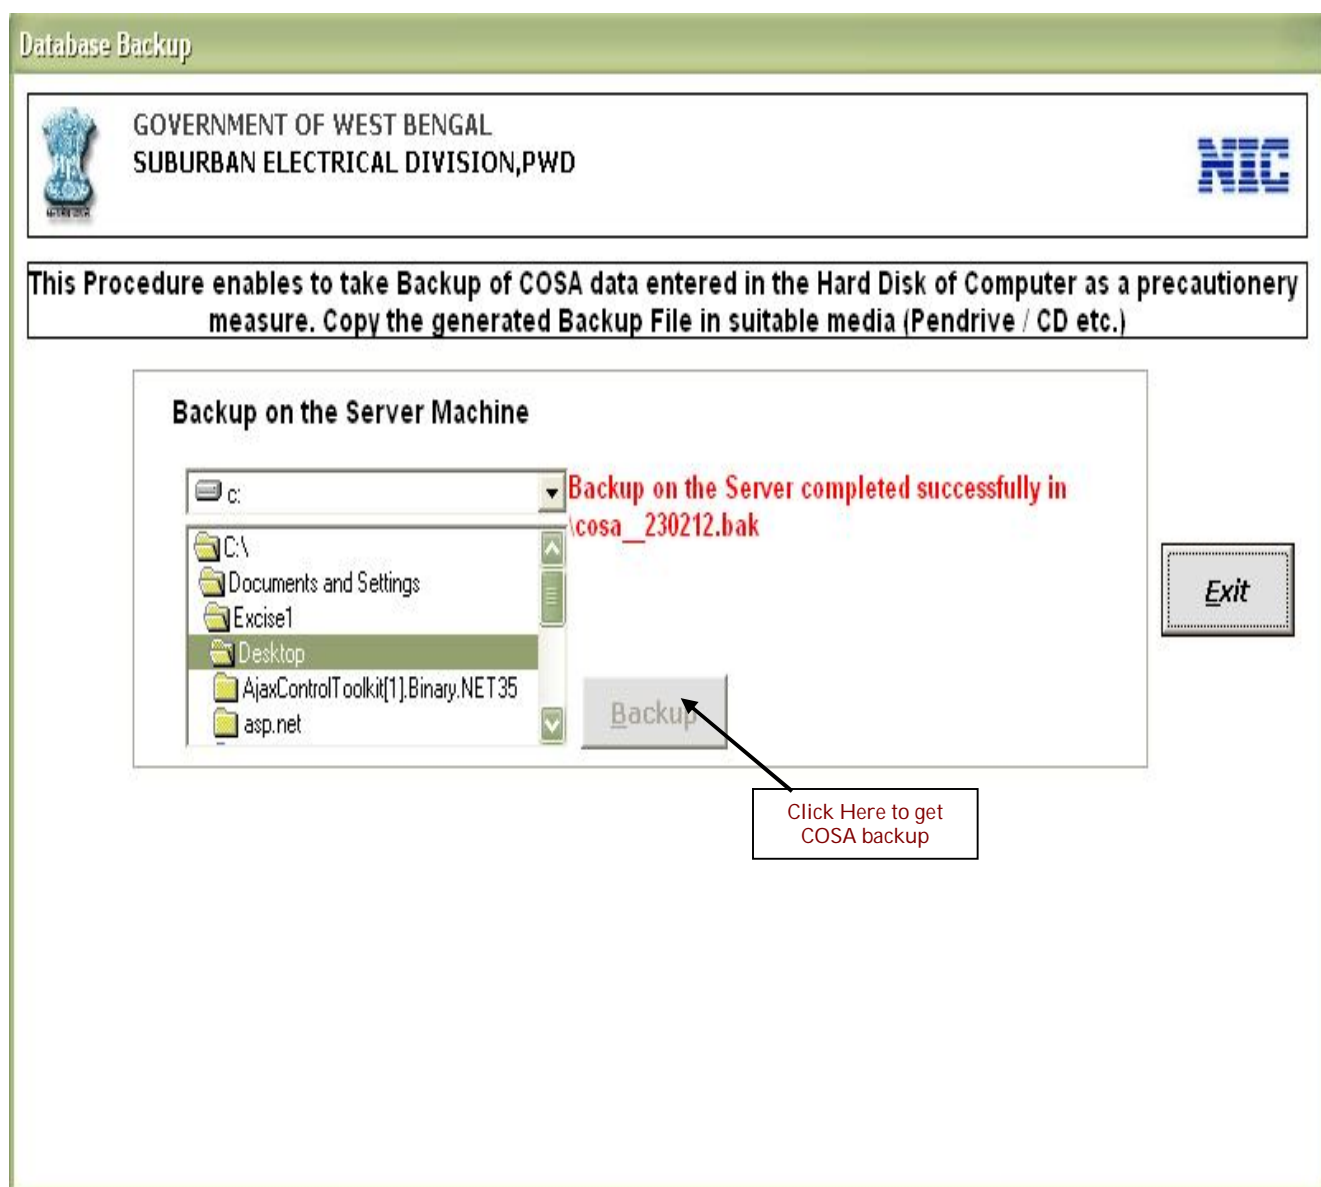 Database Backup
GOVERNMENT OF WEST BENGAL
SUBURBAN ELECTRICAL DIVISION,PWD
NIC
This Procedure enables to take Backup of COSA data entered in the Hard Disk of Computer as a precautionery
measure. Copy the generated Backup File in suitable media (Pendrive / CD etc.)
Backup on the Server Machine
c:
Backup on the Server completed successfully in
\cosa__230212.bak
C:\
Documents and Settings
Excise1
Desktop
AjaxControlToolkit[1].Binary.NET35
asp.net
Backup
Exit
Click Here to get
COSA backup